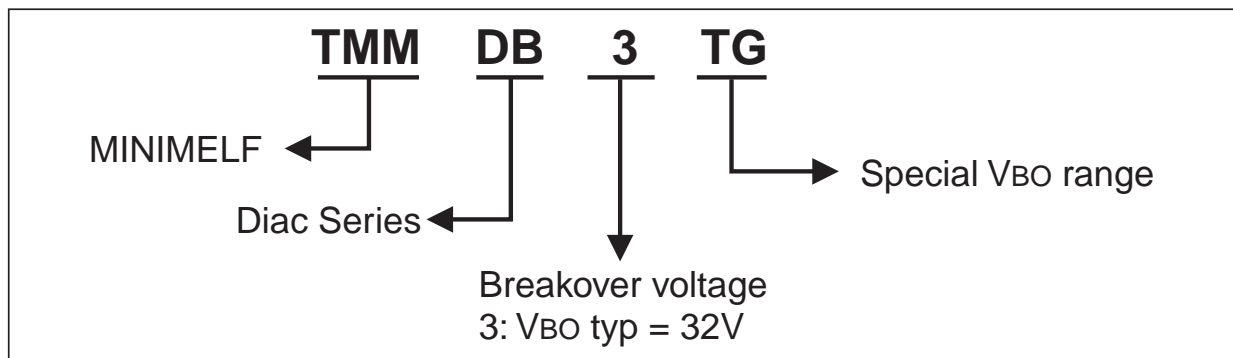 TMM DB 3 TG
MINIMELF
Special VBO range
Diac Series
Breakover voltage
3: VBO typ = 32V